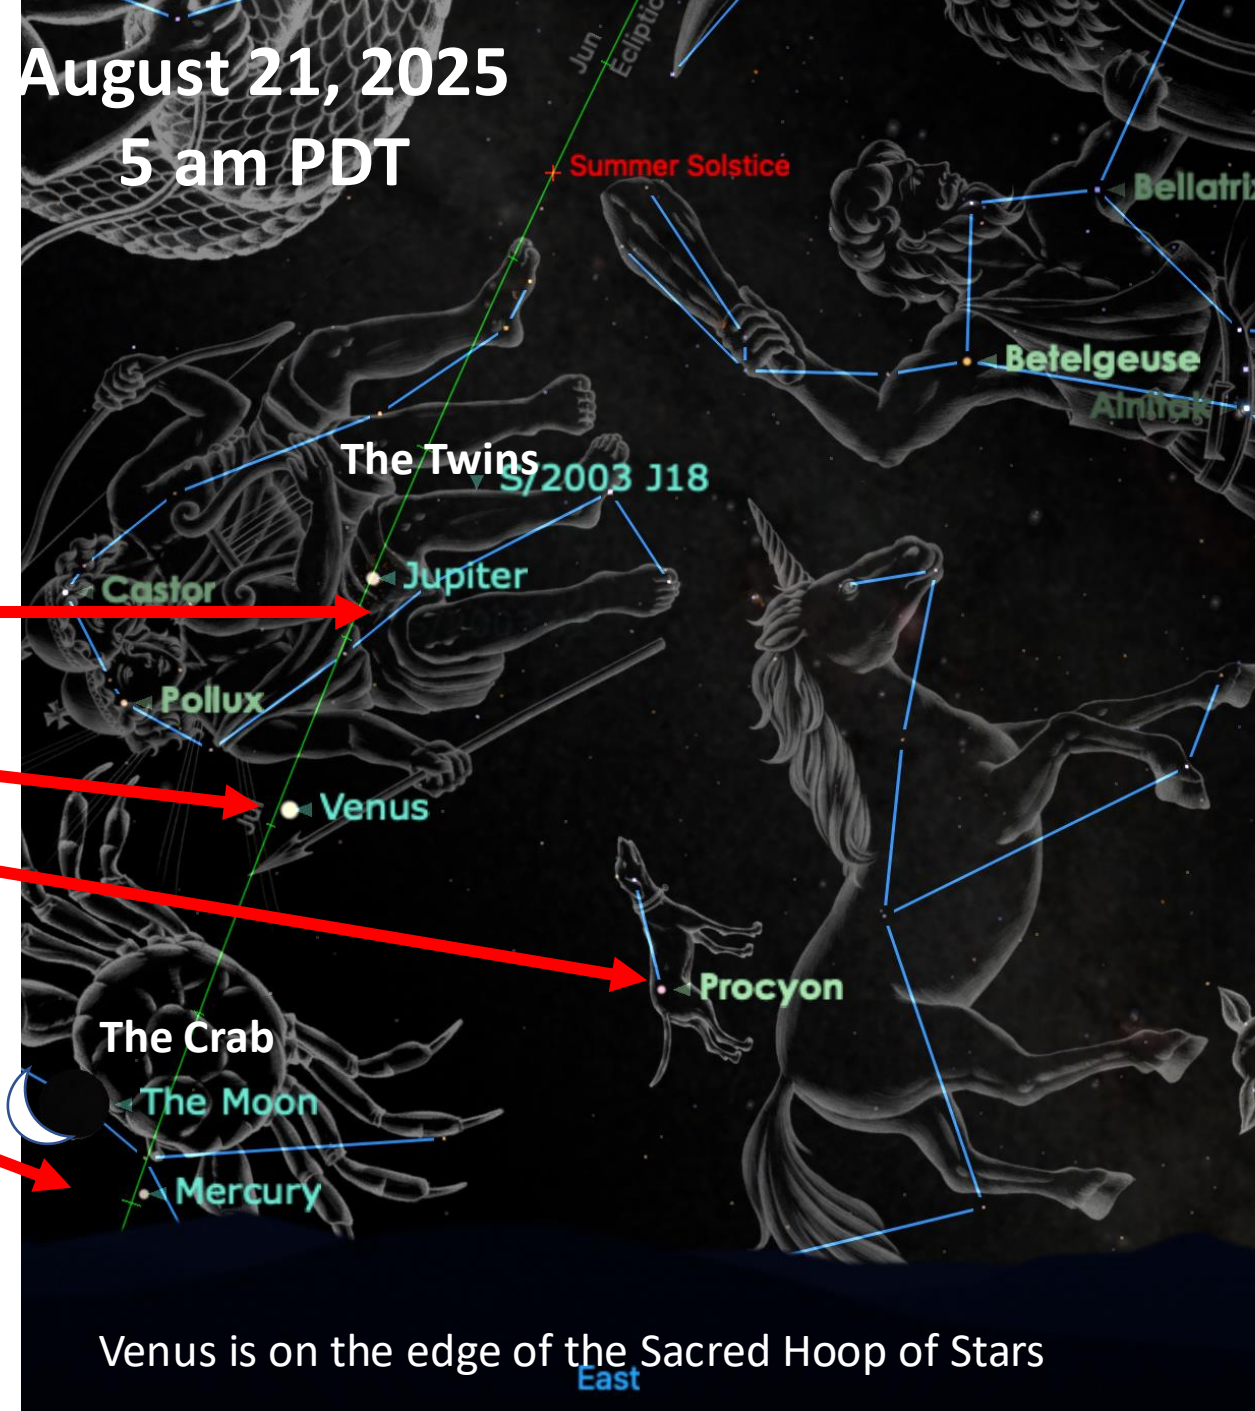 August 21, 2025
5 am PDT
Jun
Ecliptic
Summer Solstice
Bellatrix
Betelgeuse
Alnitak
The Twins
S/2003 J18
Castor
Jupiter
Pollux
Venus
Procyon
The Crab
The Moon
Mercury
Venus is on the edge of the Sacred Hoop of Stars
East